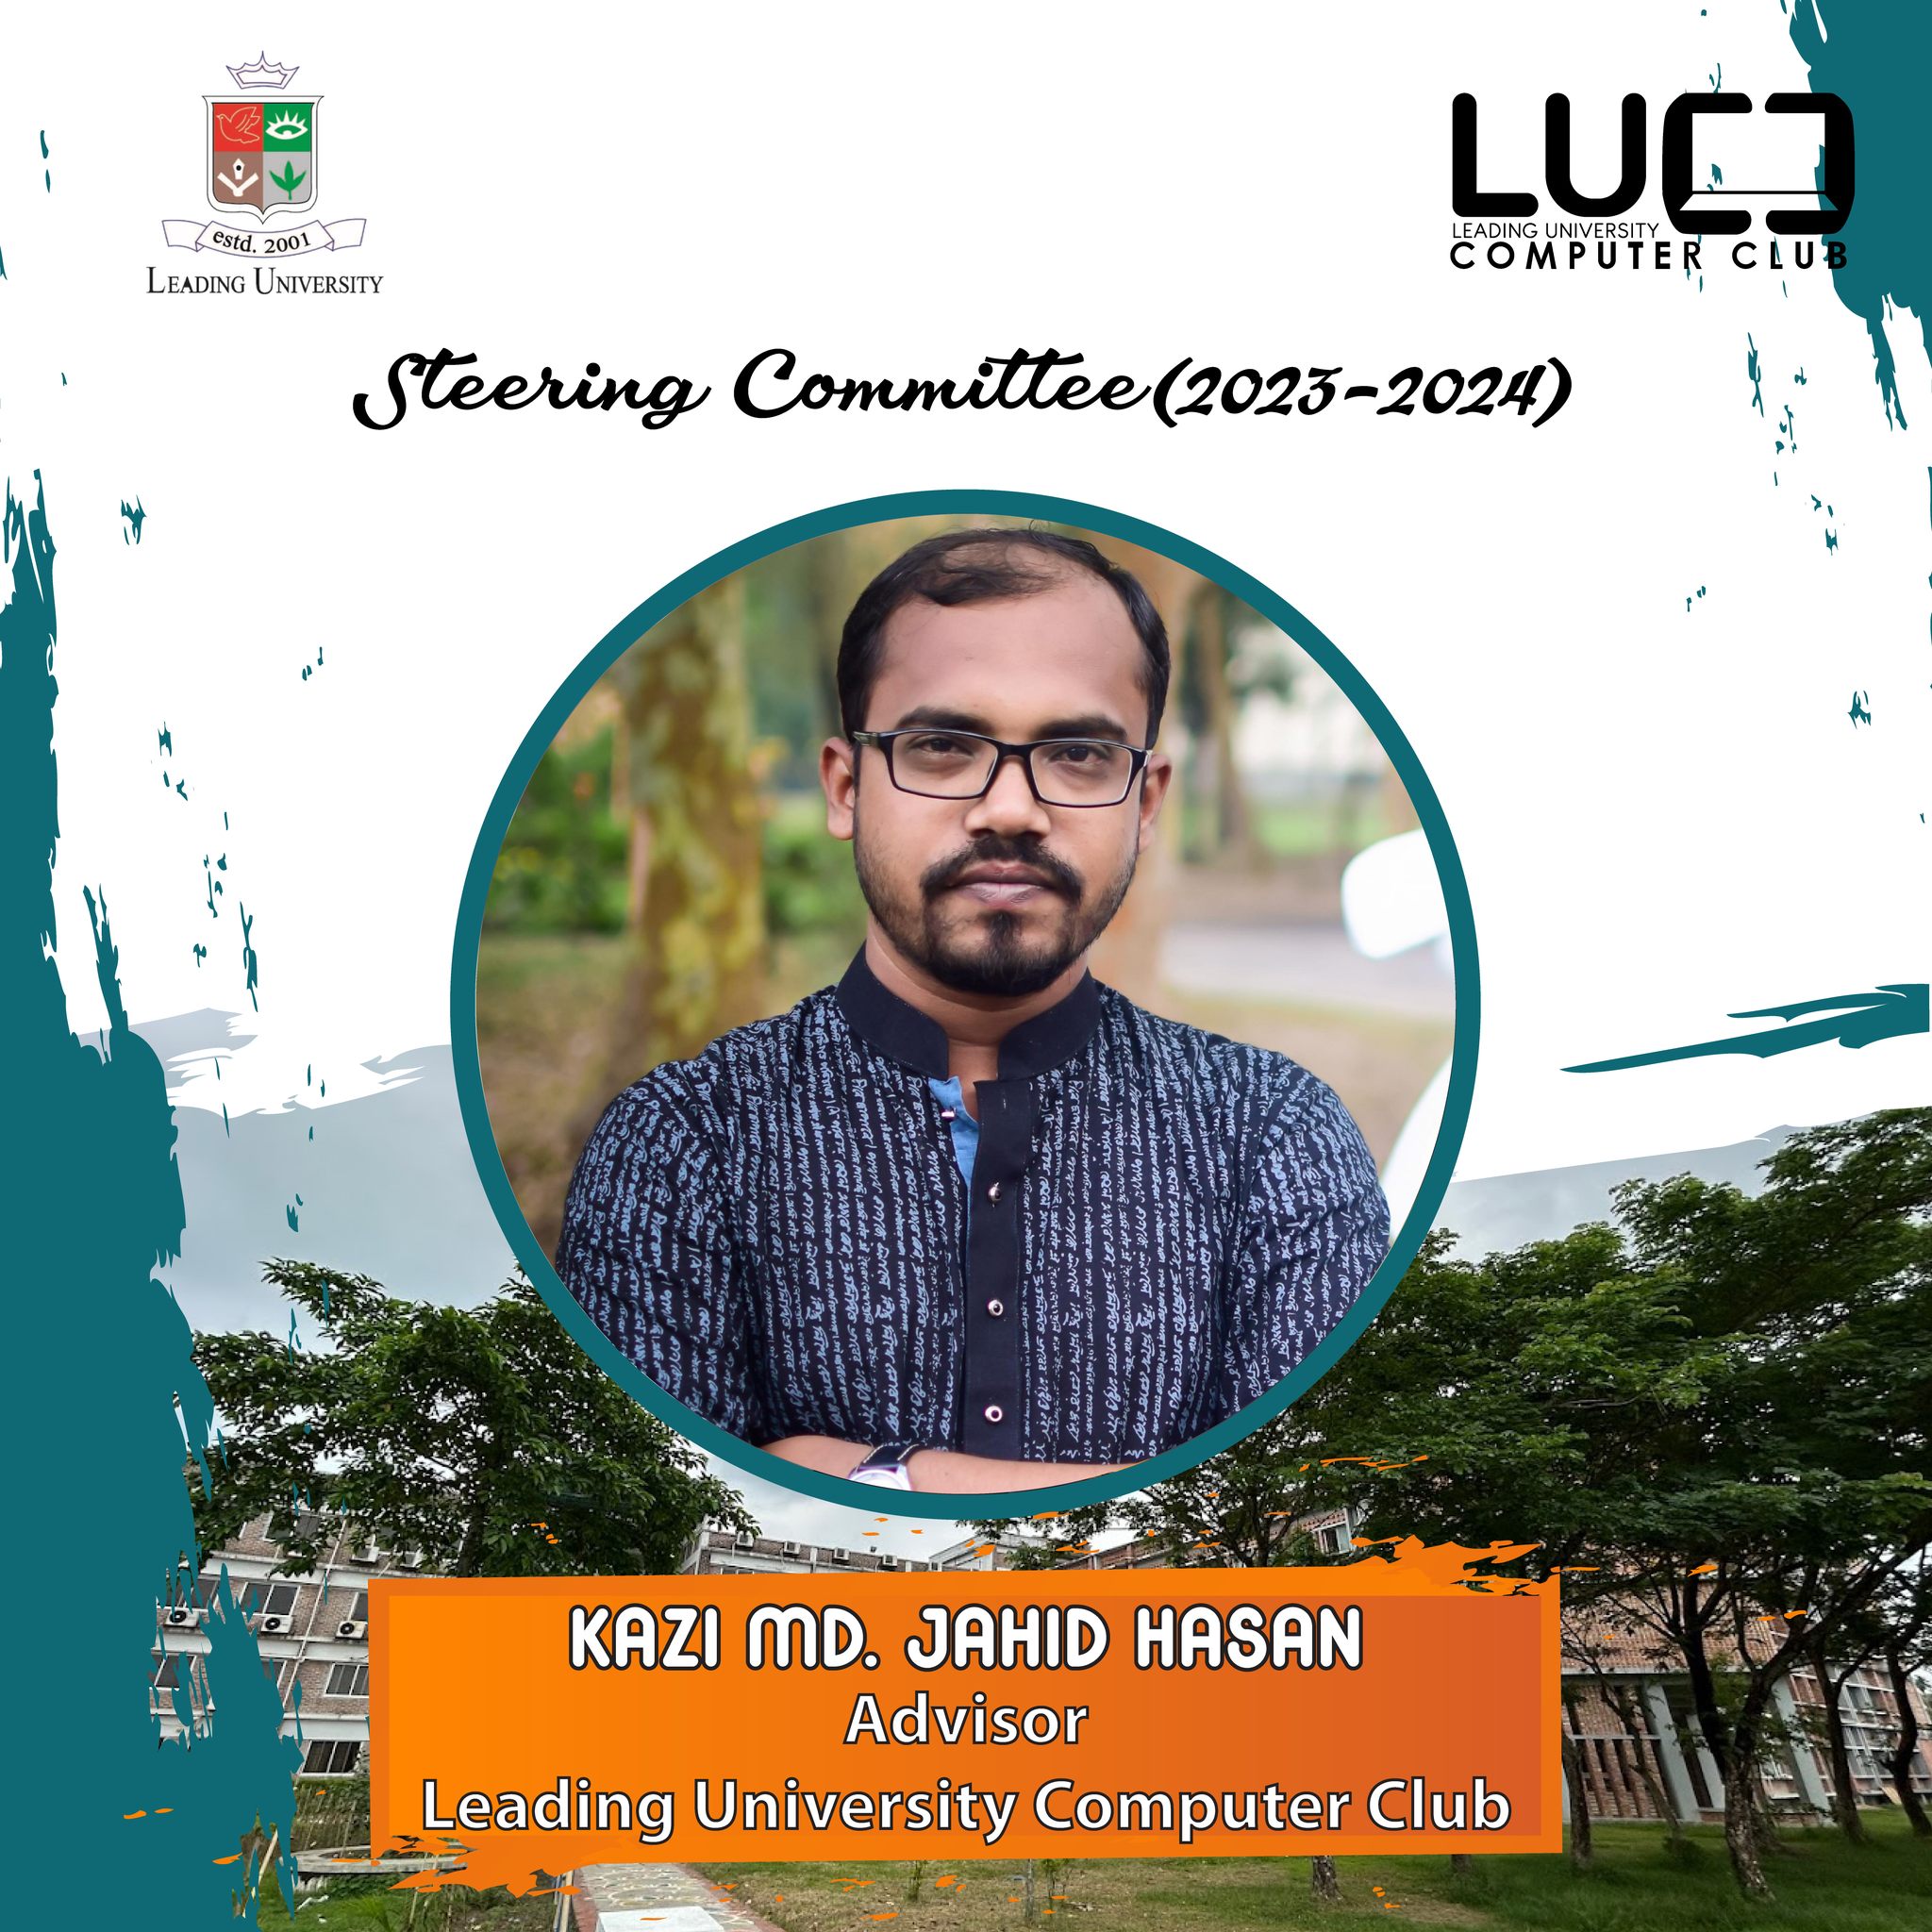 estd. 2001
LEADING UNIVERSITY
LUCC
LEADING UNIVERSITY
COMPUTER CLUB
Steering Committee(2023-2024)
KAZI MD. JAHID HASAN
Advisor
Leading University Computer Club